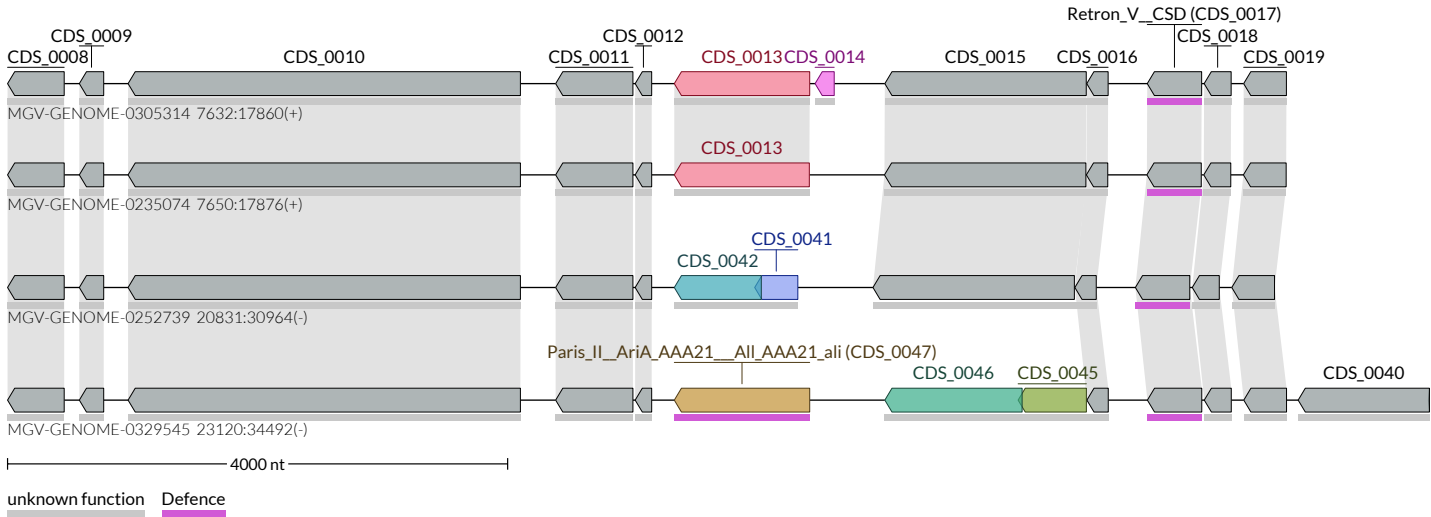 Retron_V__CSD (CDS_0017)
CDS_0009 CDS_0012 CDS_0018
CDS_0008 CDS_0010 CDS_0011 CDS_0013 CDS_0014 CDS_0015 CDS_0016 CDS_0019
MGV-GENOME-0305314 7632:17860(+)
CDS_0013
MGV-GENOME-0235074 7650:17876(+)
CDS_0041
CDS_0042
MGV-GENOME-0252739 20831:30964(-)
Paris_II__AriA_AAA21___All_AAA21_ali (CDS_0047)
CDS_0046 CDS_0045 CDS_0040
MGV-GENOME-0329545 23120:34492(-)
4000 nt
unknown function Defence